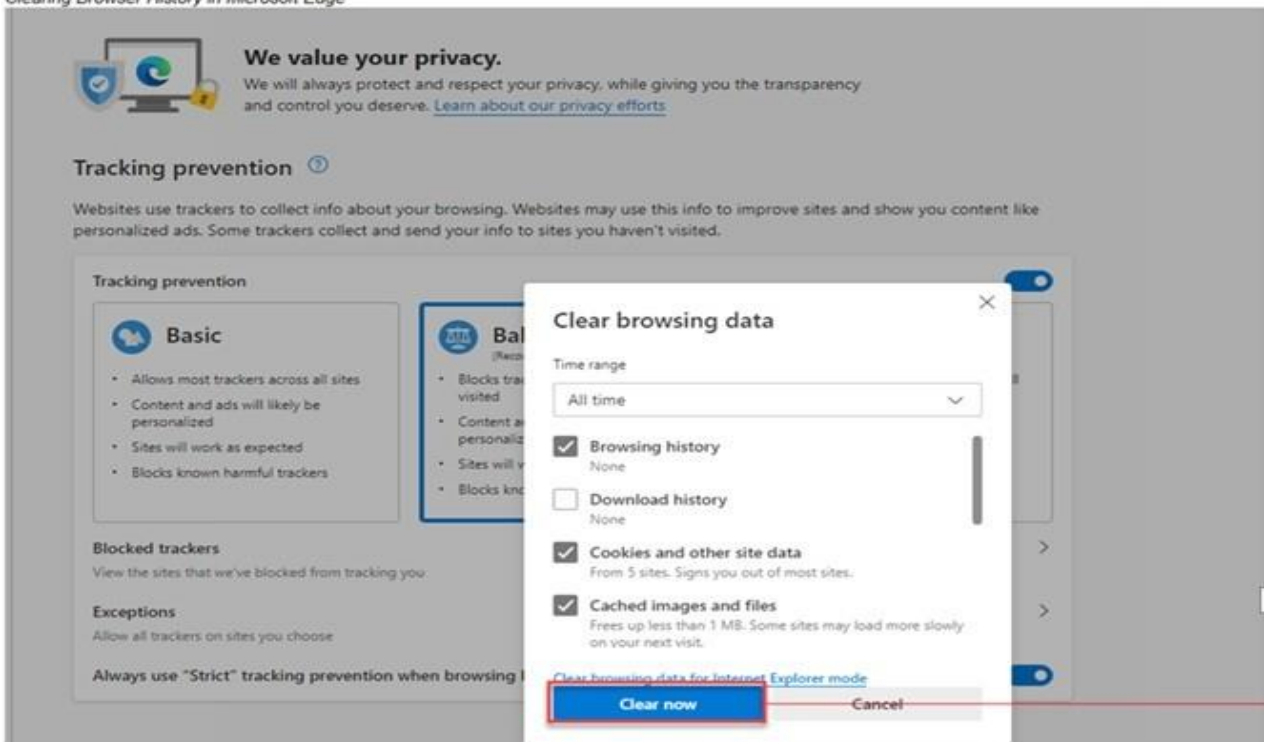 Clearing Browser History in Microsoft Edge
We value your privacy.
We will always protect and respect your privacy, while giving you the transparency
and control you deserve. Learn about our privacy efforts
Tracking prevention
Websites use trackers to collect info about your browsing. Websites may use this info to improve sites and show you content like
personalized ads. Some trackers collect and send your info to sites you haven't visited.
Tracking prevention
Basic
• Allows most trackers across all sites
• Content and ads will likely be
personalized
• Sites will work as expected
• Blocks known harmful trackers
Bal
• Blocks tra
visited
• Content a
personaliz
• Sites will
• Blocks kno
Clear browsing data
Time range
All time
Browsing history
None
Download history
None
Cookies and other site data
From 5 sites. Signs you out of most sites.
Cached images and files
Frees up less than 1 MB. Some sites may load more slowly
on your next visit.
Clear browsing data for Internet Explorer mode
Clear now
Cancel
Blocked trackers
View the sites that we've blocked from tracking you
Exceptions
Allow all trackers on sites you choose
Always use "Strict" tracking prevention when browsing